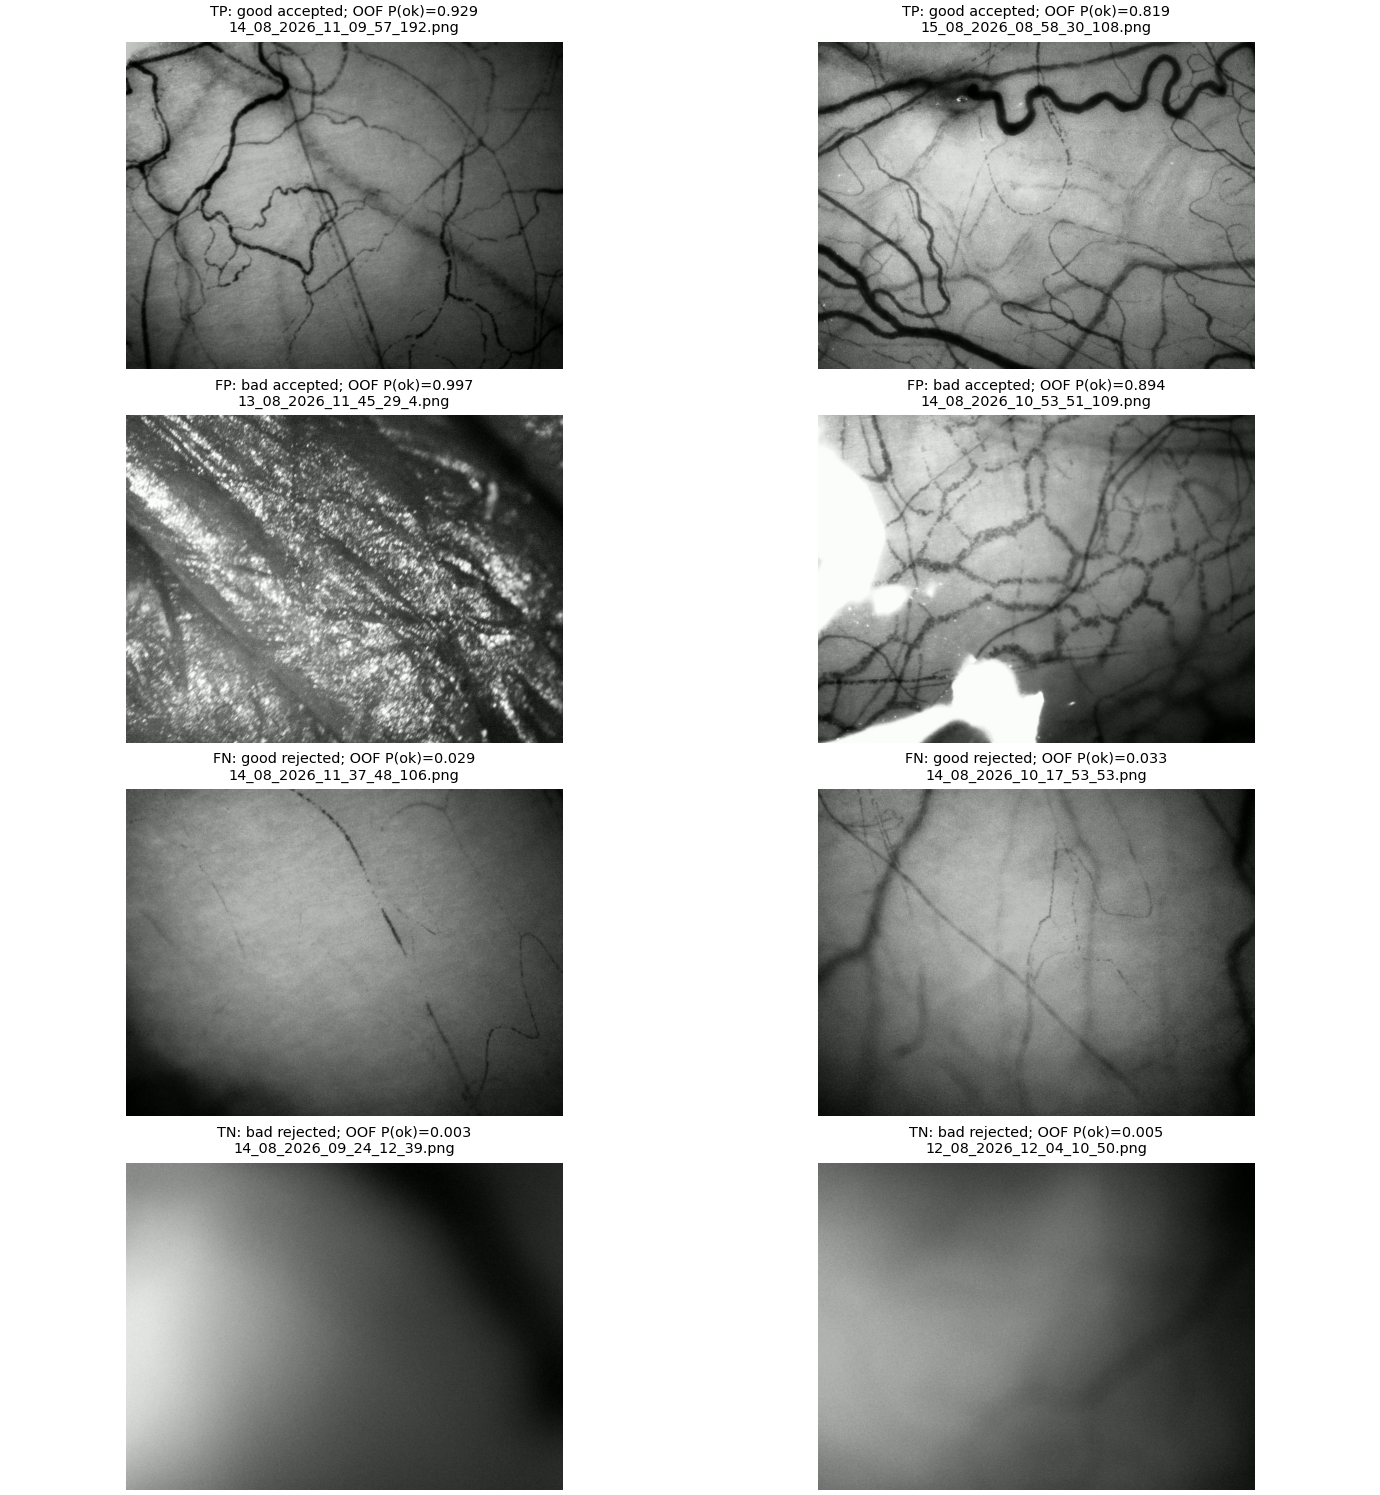 TP: good accepted; OOF P(ok)=0.929
14_08_2026_11_09_57_192.png
TP: good accepted; OOF P(ok)=0.819
15_08_2026_08_58_30_108.png
FP: bad accepted; OOF P(ok)=0.997
13_08_2026_11_45_29_4.png
FP: bad accepted; OOF P(ok)=0.894
14_08_2026_10_53_51_109.png
FN: good rejected; OOF P(ok)=0.029
14_08_2026_11_37_48_106.png
FN: good rejected; OOF P(ok)=0.033
14_08_2026_10_17_53_53.png
TN: bad rejected; OOF P(ok)=0.003
14_08_2026_09_24_12_39.png
TN: bad rejected; OOF P(ok)=0.005
12_08_2026_12_04_10_50.png